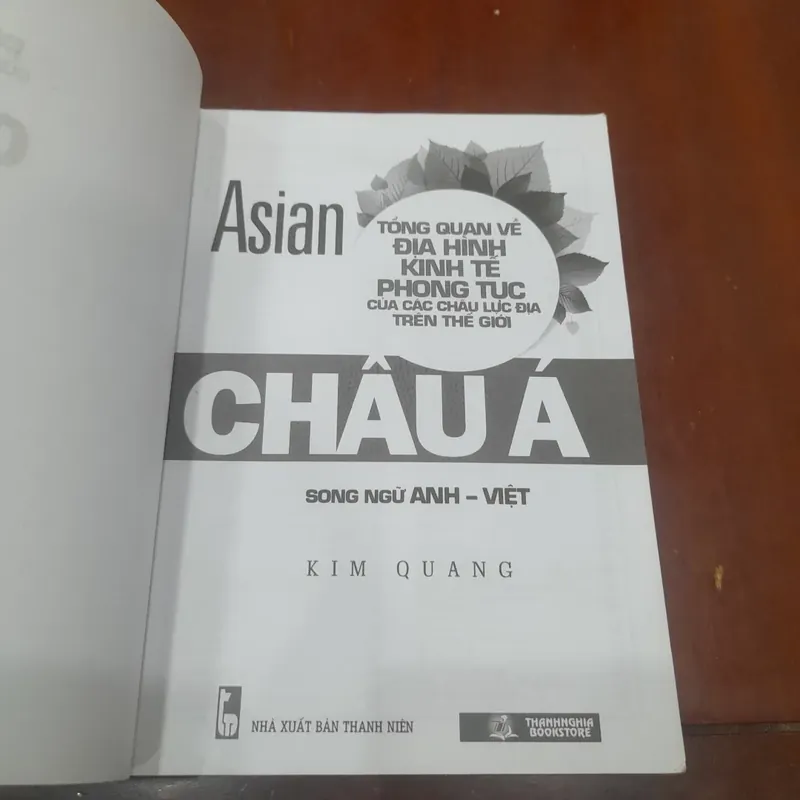 Asian
TỔNG QUAN VỀ
ĐỊA HÌNH
KINH TẾ
PHONG TỤC
CỦA CÁC CHÂU LỤC ĐỊA
TRÊN THẾ GIỚI
CHÂU Á
SONG NGỮ ANH – VIỆT
KIM QUANG
NHÀ XUẤT BẢN THANH NIÊN
THANHNGHIA
BOOKSTORE